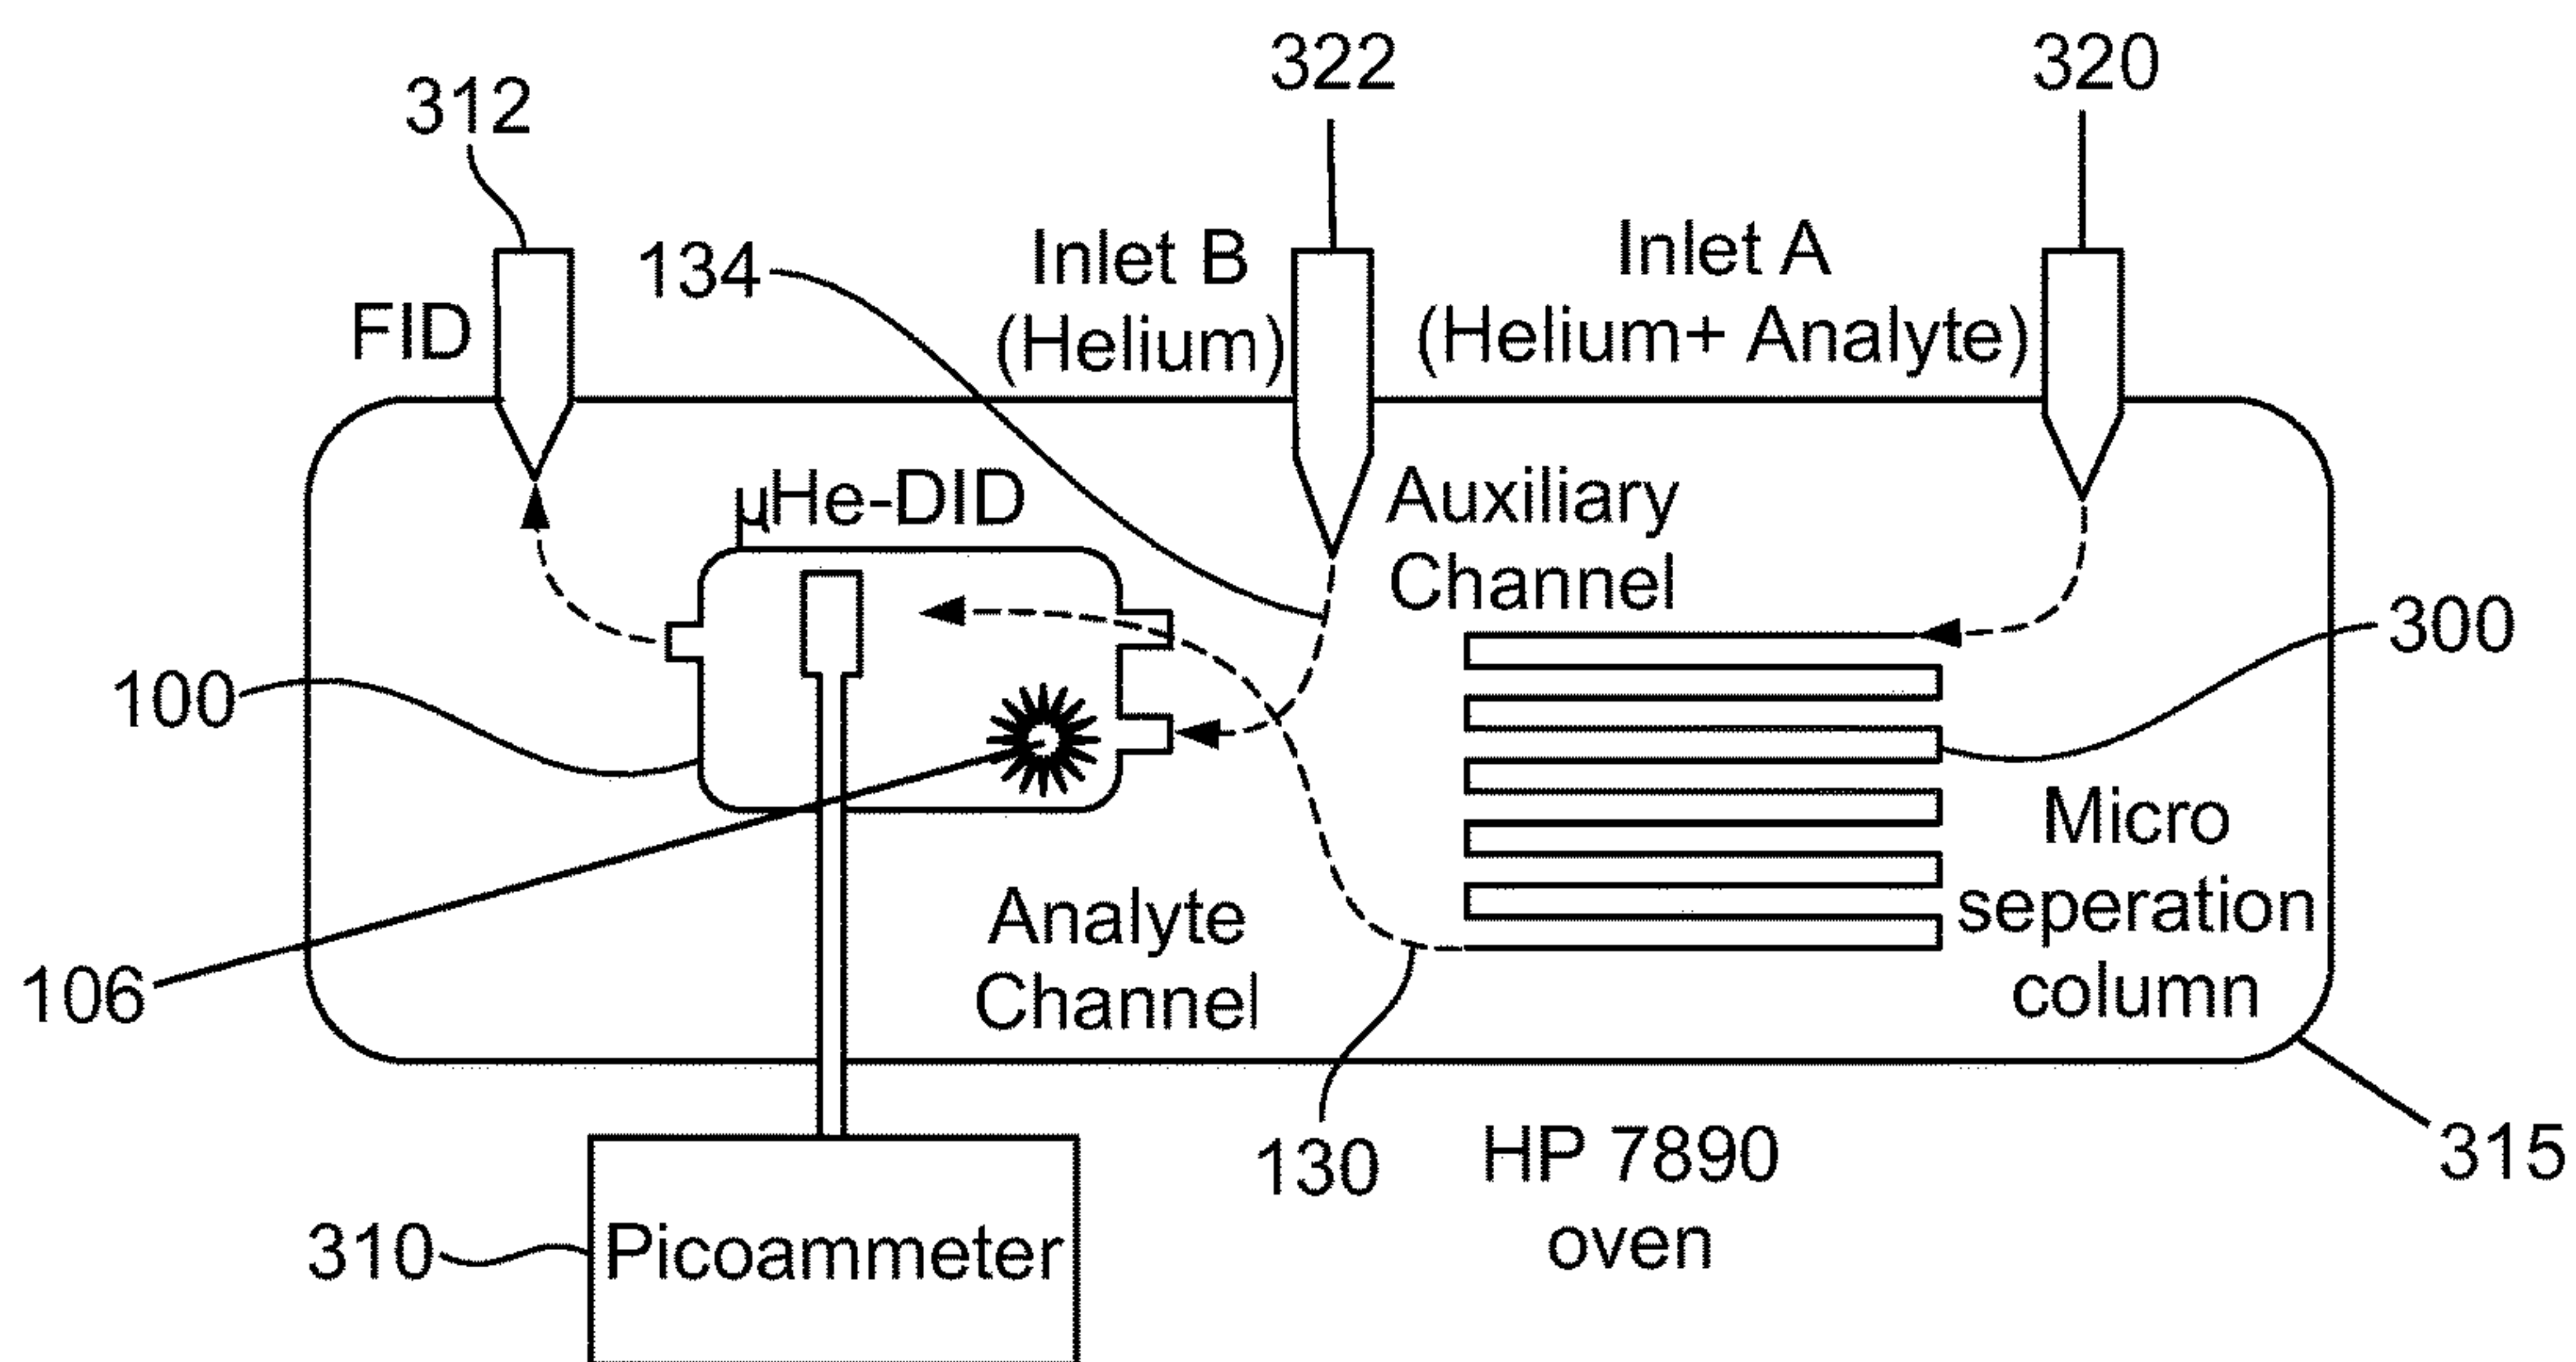 322
320
312
Inlet B
(Helium)
Inlet A
(Helium+ Analyte)
134
FID
µHe-DID
Auxiliary
Channel
300
100
Micro
seperation
column
Analyte
Channel
106
130
HP 7890
oven
315
310
Picoammeter